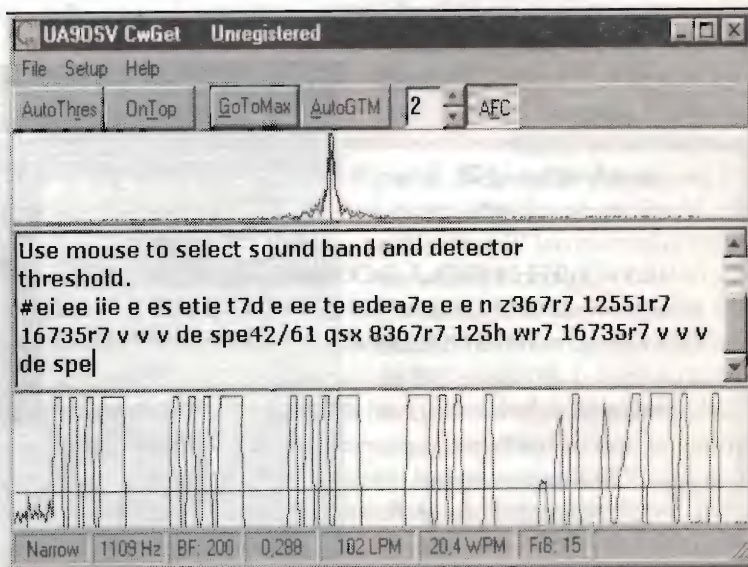 UA9OSV CwGet Unregistered
File Setup Help
AutoThres OnTop GoToMax AutoGTM 2 AFC
Use mouse to select sound band and detector
threshold.
#ei ee iie e es etie t7d e ee te edea7e e e n z367r7 12551r7
16735r7 v v v de spe42/61 qsx 8367r7 125h wr7 16735r7 v v v
de spe
Narrow 1109 Hz BF: 200 0,288 102 LPM 20,4 WPM FrB: 15